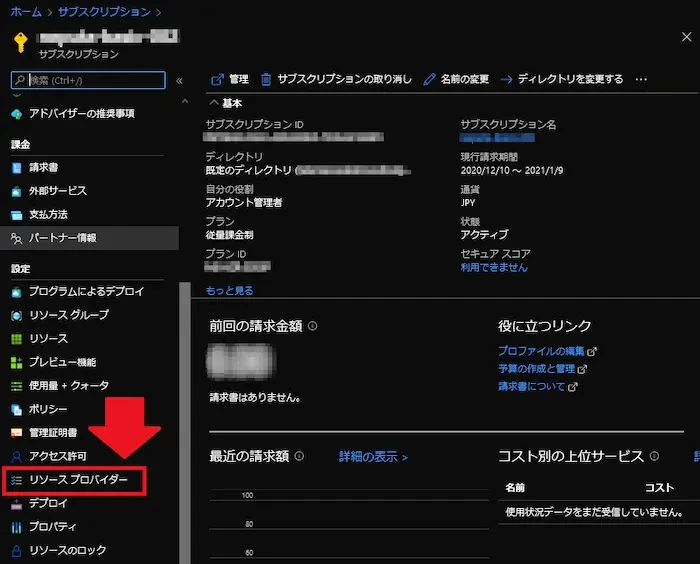 ホーム > サブスクリプション >
サブスクリプション
検索 (Ctrl+/)
«
アドバイザーの推奨事項
課金
請求書
外部サービス
支払方法
パートナー情報
設定
プログラムによるデプロイ
リソース グループ
リソース
プレビュー機能
使用量 + クォータ
ポリシー
管理証明書
アクセス許可
リソース プロバイダー
デプロイ
プロパティ
リソースのロック
管理 サブスクリプションの取り消し 名前の変更 ディレクトリを変更する ...
基本
サブスクリプション ID
ディレクトリ
既定のディレクトリ (
自分の役割
アカウント管理者
プラン
従量課金制
プラン ID
もっと見る
サブスクリプション名
現行請求期間
2020/12/10 ～ 2021/1/9
通貨
JPY
状態
アクティブ
セキュア スコア
利用できません
前回の請求金額
請求書はありません。
役に立つリンク
プロファイルの編集
予算の作成と管理
請求書について
最近の請求額 詳細の表示 >
100
80
60
コスト別の上位サービス
名前 コスト
使用状況データをまだ受信していません。